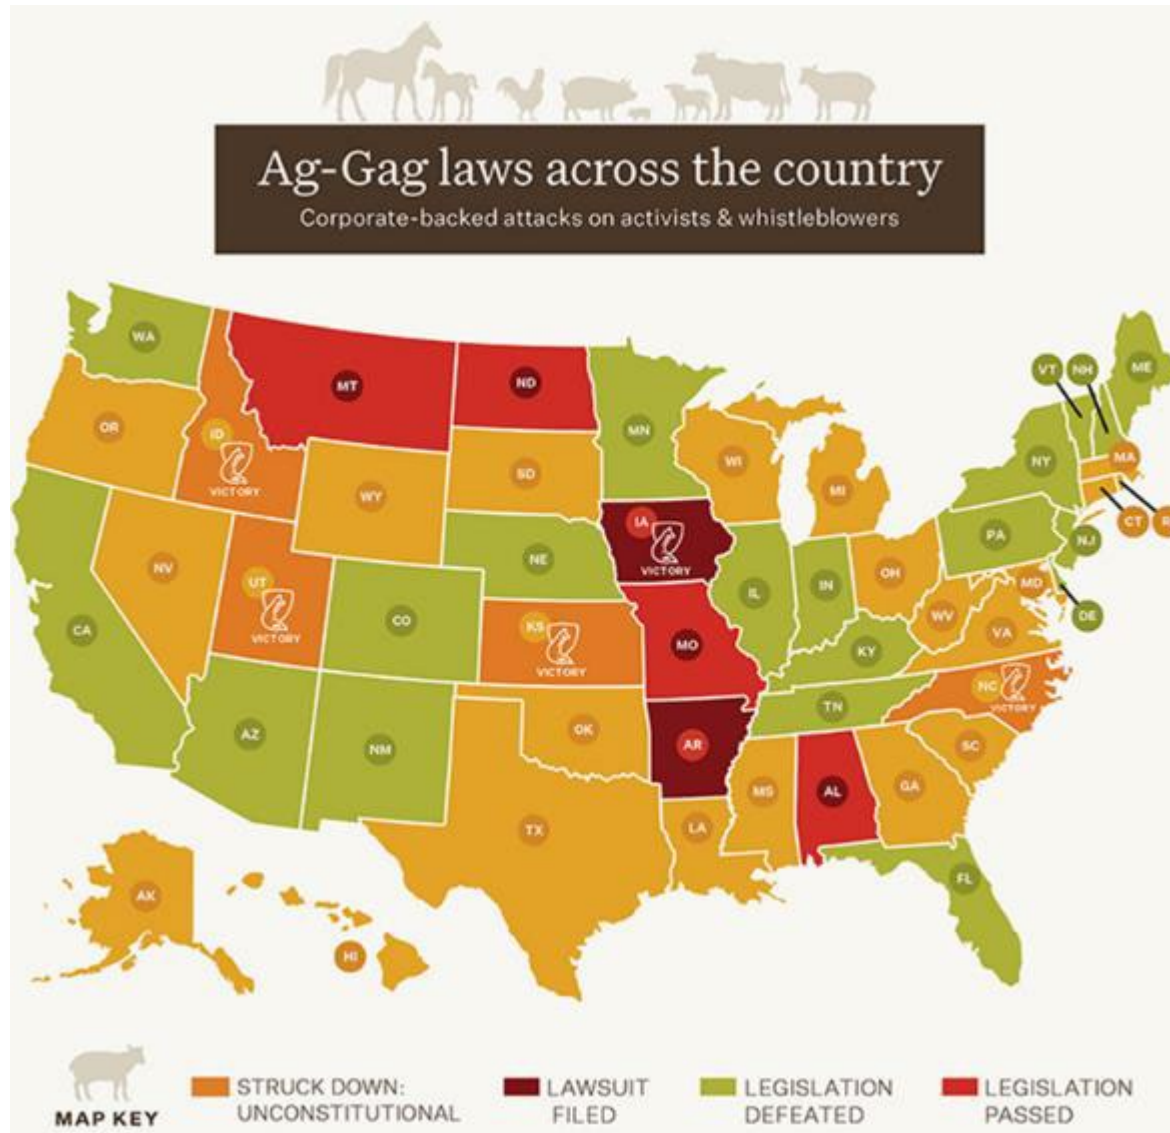 Ag-Gag laws across the country
Corporate-backed attacks on activists & whistleblowers
WA
MT
ND
MN
VT
NH
ME
OR
ID
VICTORY
WY
SD
WI
MI
NY
MA
CT
R
NV
UT
VICTORY
CO
NE
IA
VICTORY
IL
IN
OH
PA
NJ
MD
DE
CA
KS
VICTORY
MO
KY
WV
VA
AZ
NM
OK
AR
TN
NC
VICTORY
SC
TX
LA
MS
AL
GA
FL
AK
HI
MAP KEY
STRUCK DOWN:
UNCONSTITUTIONAL
LAWSUIT
FILED
LEGISLATION
DEFEATED
LEGISLATION
PASSED